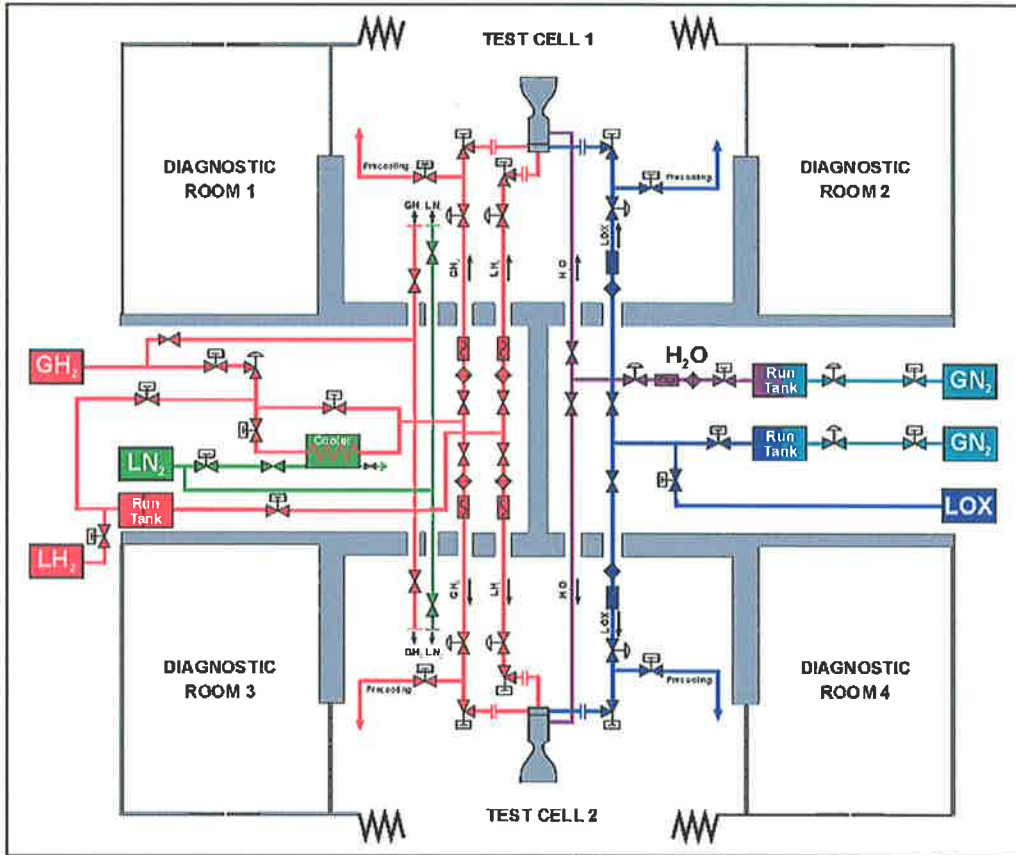 TEST CELL 1
DIAGNOSTIC
ROOM 1
DIAGNOSTIC
ROOM 2
Precooling
Precooling
GH₂
LN₂
GH₂
LH₂
H₂O
LOX
GH₂
H₂O
Run
Tank
GN₂
Cooler
LN₂
Run
Tank
GN₂
Run
Tank
LOX
LH₂
GH₂
LH₂
H₂O
LOX
GH₂
LN₂
DIAGNOSTIC
ROOM 3
DIAGNOSTIC
ROOM 4
Precooling
Precooling
TEST CELL 2